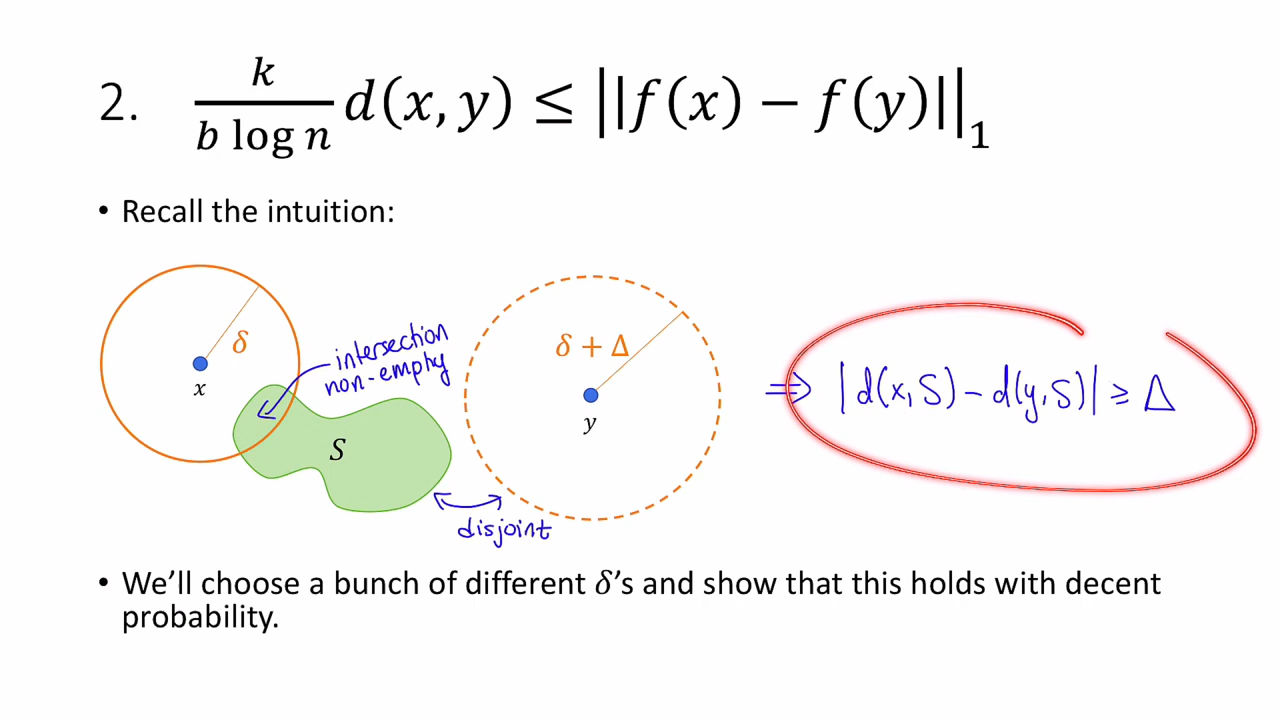 2. k / (b log n) d(x, y) ≤ ||f(x) − f(y)||₁
• Recall the intuition:
δ
x
intersection
non-empty
S
δ + Δ
y
disjoint
⇒ |d(x,S) − d(y,S)| ≥ Δ
• We’ll choose a bunch of different δ’s and show that this holds with decent
probability.